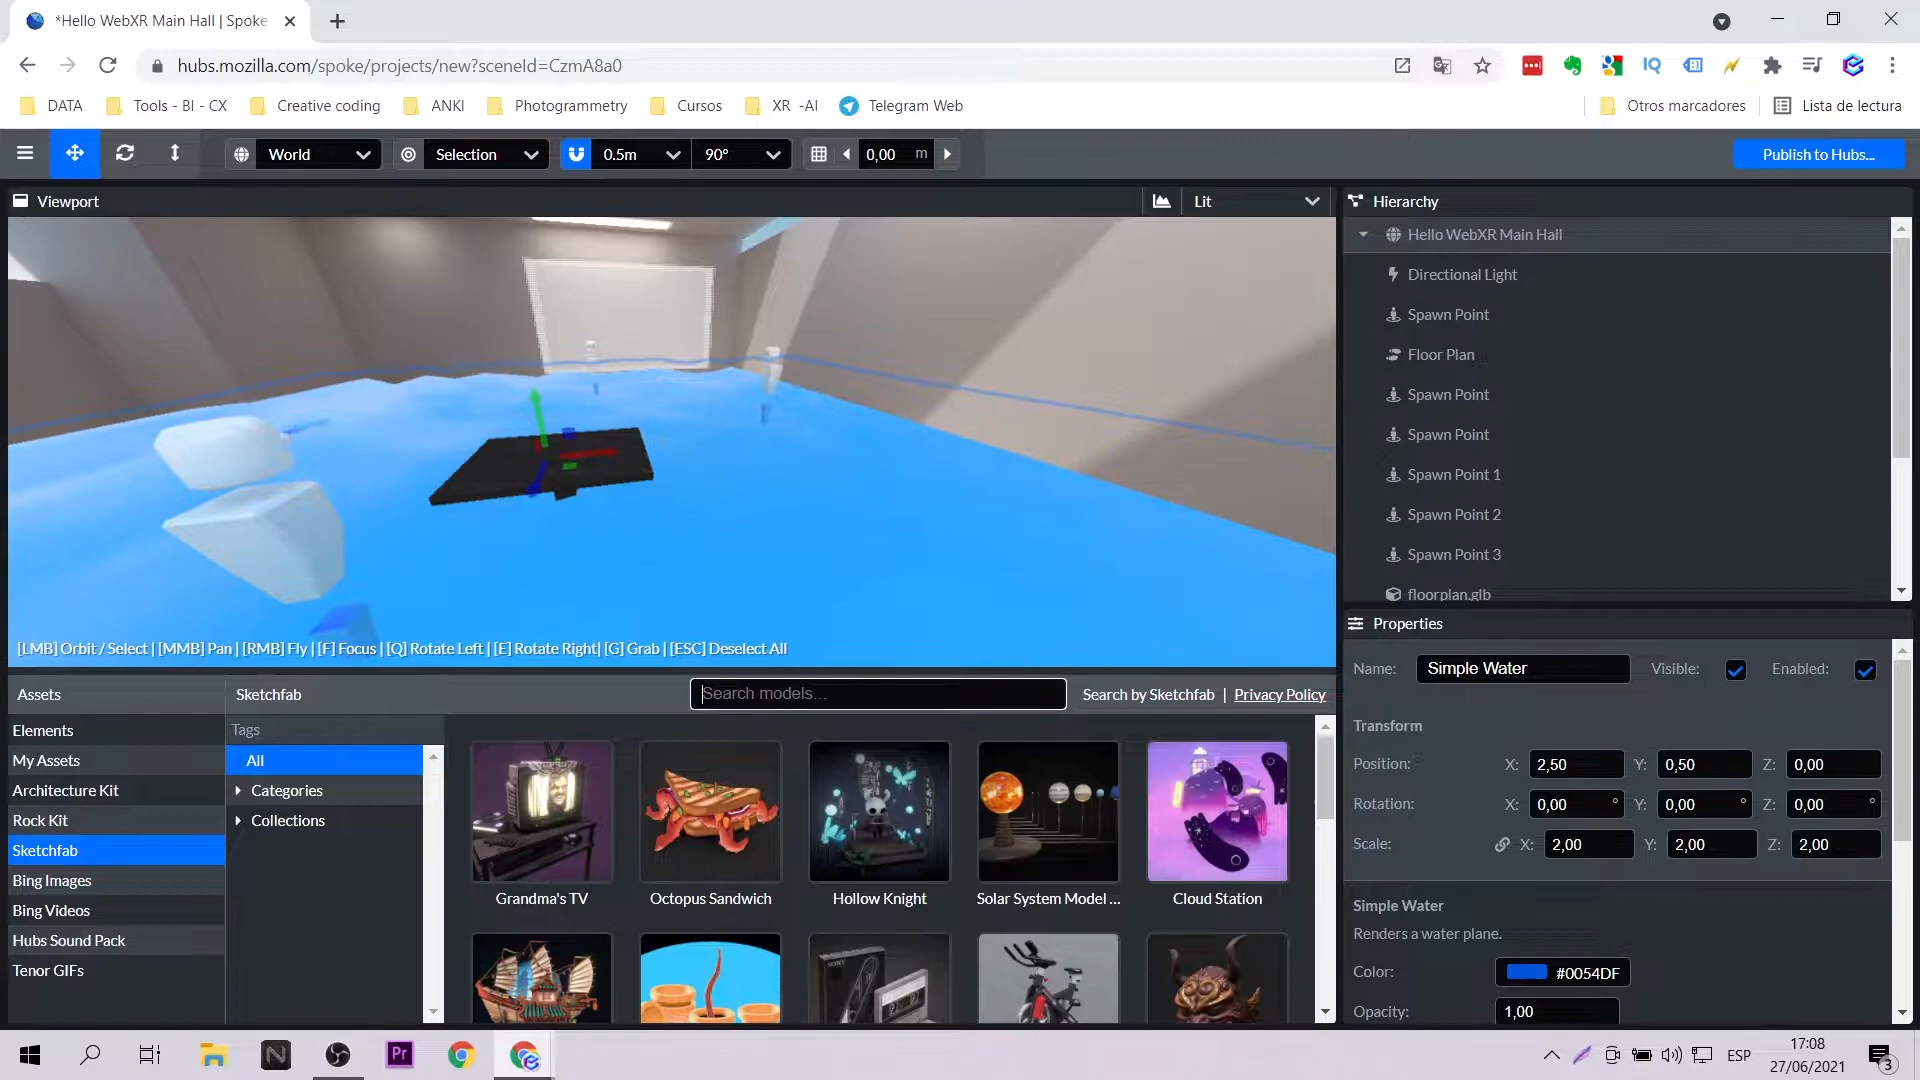 *Hello WebXR Main Hall | Spoke
hubs.mozilla.com/spoke/projects/new?sceneId=CzmA8a0
DATA
Tools - BI - CX
Creative coding
ANKI
Photogrammetry
Cursos
XR -AI
Telegram Web
Otros marcadores
Lista de lectura
World
Selection
0.5m
90°
0,00 m
Publish to Hubs...
Viewport
Lit
[LMB] Orbit / Select | [MMB] Pan | [RMB] Fly | [F] Focus | [Q] Rotate Left | [E] Rotate Right| [G] Grab | [ESC] Deselect All
Hierarchy
Hello WebXR Main Hall
Directional Light
Spawn Point
Floor Plan
Spawn Point
Spawn Point
Spawn Point 1
Spawn Point 2
Spawn Point 3
floorplan.glb
Properties
Name: Simple Water Visible: Enabled:
Transform
Position: X: 2,50 Y: 0,50 Z: 0,00
Rotation: X: 0,00 ° Y: 0,00 ° Z: 0,00 °
Scale: X: 2,00 Y: 2,00 Z: 2,00
Simple Water
Renders a water plane.
Color: #0054DF
Opacity: 1,00
Assets
Elements
My Assets
Architecture Kit
Rock Kit
Sketchfab
Bing Images
Bing Videos
Hubs Sound Pack
Tenor GIFs
Sketchfab
Search models...
Search by Sketchfab | Privacy Policy
Tags
All
Categories
Collections
Grandma's TV
Octopus Sandwich
Hollow Knight
Solar System Model ...
Cloud Station
SONY
IQ
N
Pr
ESP
17:08
27/06/2021
3